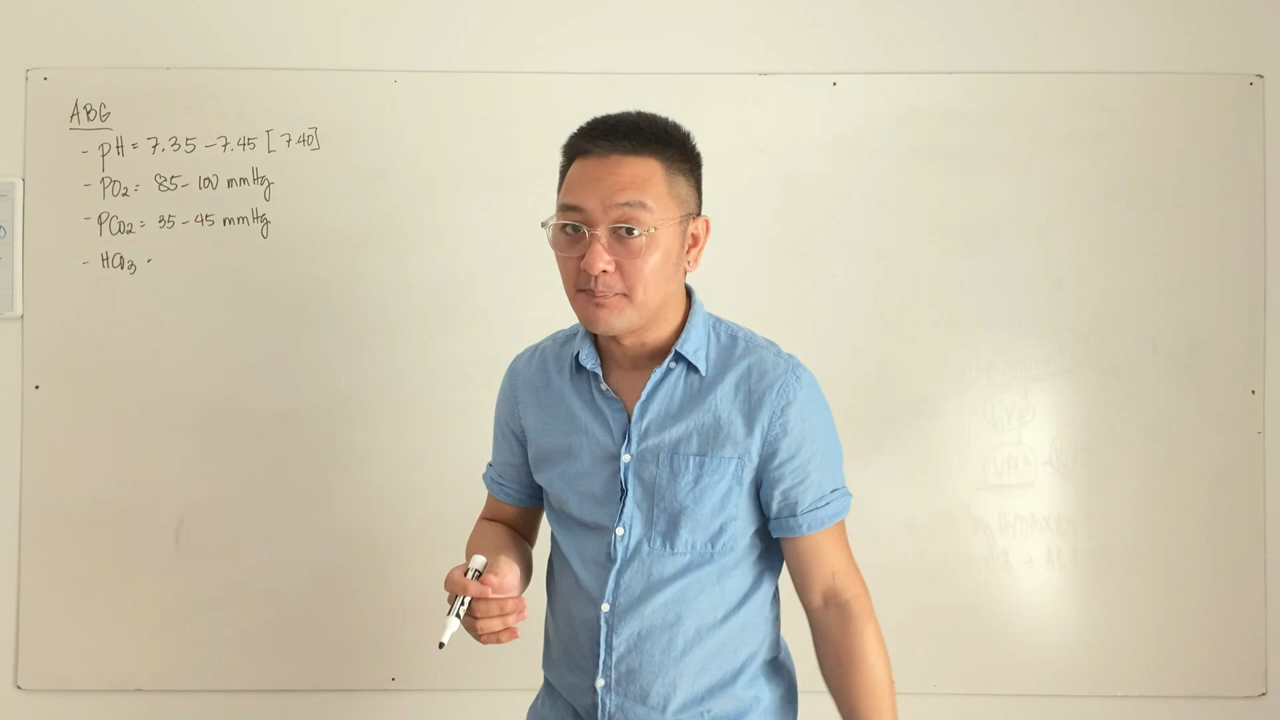 ABG
- pH = 7.35 - 7.45 [7.40]
- PO2 = 85 - 100 mmHg
- PCO2 = 35 - 45 mmHg
- HCO3